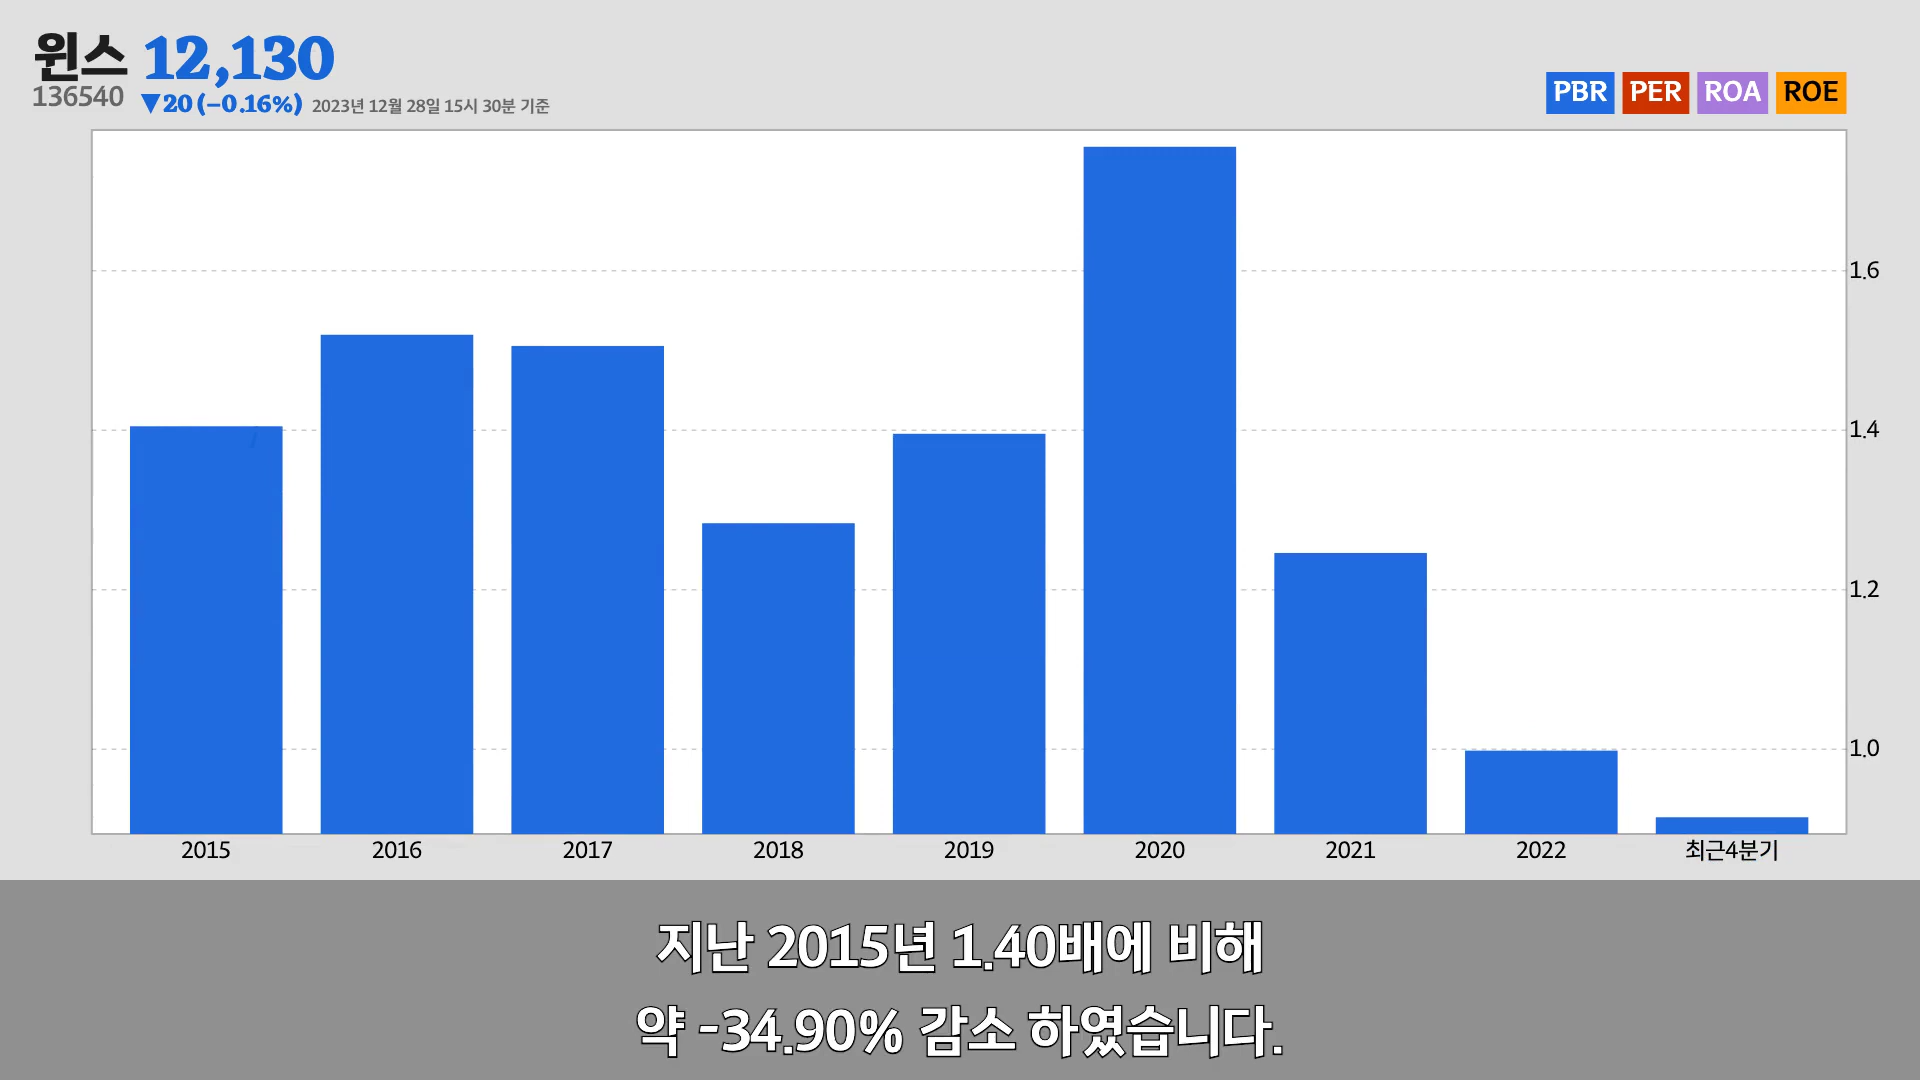 윈스 12,130
136540 ▼20 (−0.16%) 2023년 12월 28일 15시 30분 기준
PBR PER ROA ROE
1.6
1.4
1.2
1.0
2015 2016 2017 2018 2019 2020 2021 2022 최근4분기
지난 2015년 1.40배에 비해
약 -34.90% 감소 하였습니다.